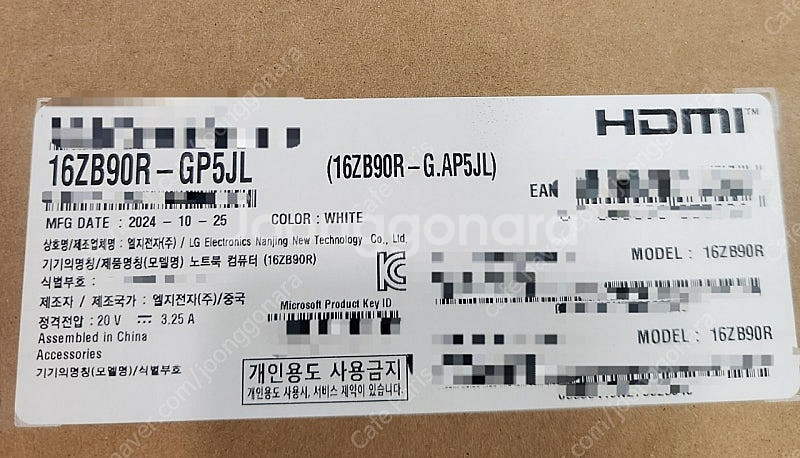 HDMI™
16ZB90R-GP5JL (16ZB90R-G.AP5JL)
EAN
MFG DATE : 2024 - 10 - 25 COLOR : WHITE
상호명/제조업체명 : 엘지전자(주) / LG Electronics Nanjing New Technology Co., Ltd.
기기의명칭/제품명칭(모델명) 노트북 컴퓨터 (16ZB90R)
식별부호 :
제조자 / 제조국가 : 엘지전자(주)/중국
정격전압 : 20 V ⎓ 3.25 A
Assembled in China
Accessories
기기의명칭(모델명)/식별부호
Microsoft Product Key ID
개인용도 사용금지
개인용도 사용시, 서비스 제약이 있습니다.
MODEL : 16ZB90R
MODEL : 16ZB90R
joonggonara